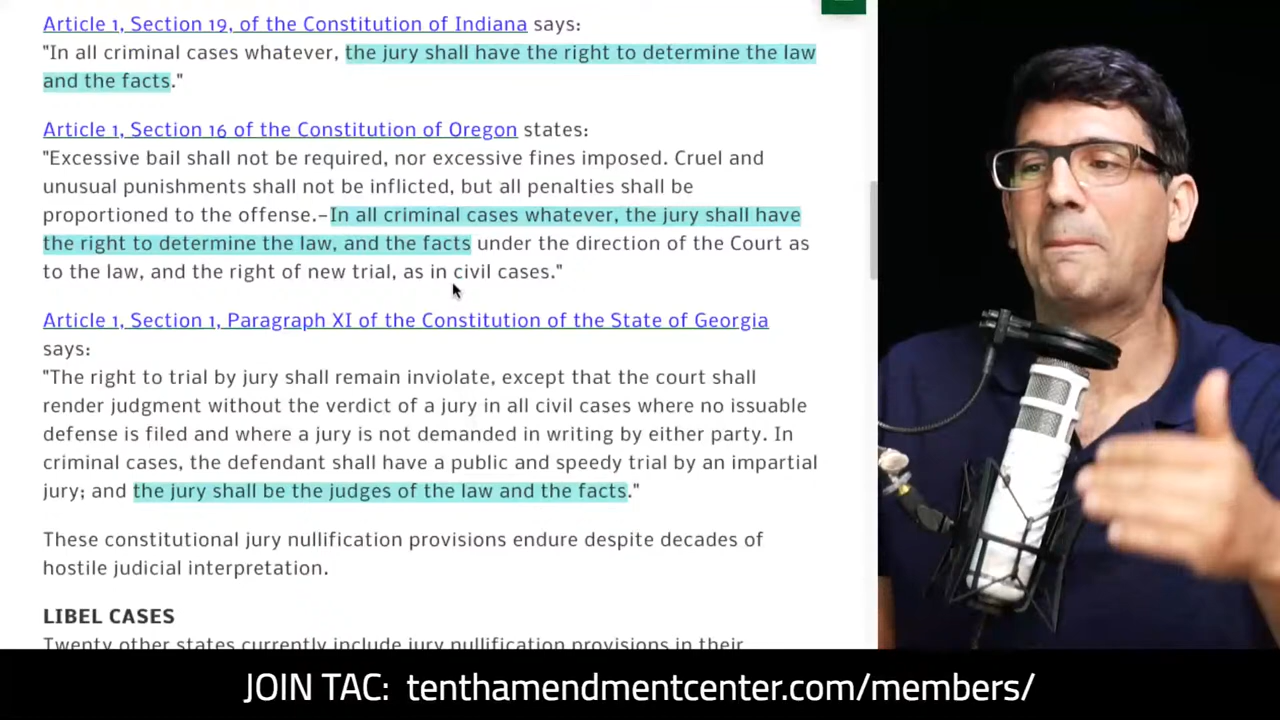 Article 1, Section 19, of the Constitution of Indiana says:
"In all criminal cases whatever, the jury shall have the right to determine the law
and the facts."
Article 1, Section 16 of the Constitution of Oregon states:
"Excessive bail shall not be required, nor excessive fines imposed. Cruel and
unusual punishments shall not be inflicted, but all penalties shall be
proportioned to the offense.–In all criminal cases whatever, the jury shall have
the right to determine the law, and the facts under the direction of the Court as
to the law, and the right of new trial, as in civil cases."
Article 1, Section 1, Paragraph XI of the Constitution of the State of Georgia
says:
"The right to trial by jury shall remain inviolate, except that the court shall
render judgment without the verdict of a jury in all civil cases where no issuable
defense is filed and where a jury is not demanded in writing by either party. In
criminal cases, the defendant shall have a public and speedy trial by an impartial
jury; and the jury shall be the judges of the law and the facts."
These constitutional jury nullification provisions endure despite decades of
hostile judicial interpretation.
LIBEL CASES
Twenty other states currently include jury nullification provisions in their
JOIN TAC: tenthamendmentcenter.com/members/